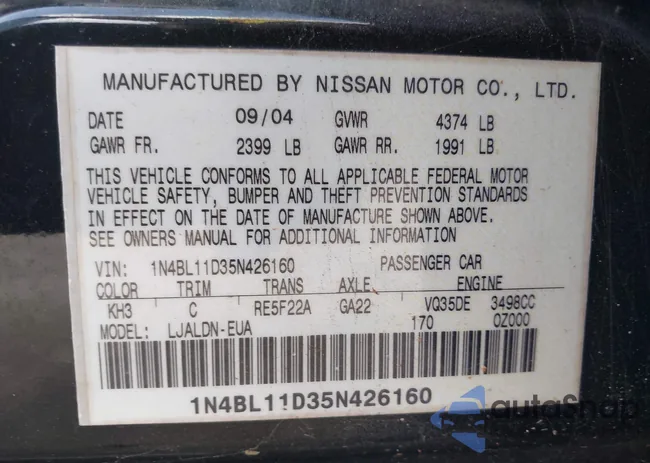 MANUFACTURED BY NISSAN MOTOR CO., LTD.
DATE 09/04 GVWR 4374 LB
GAWR FR. 2399 LB GAWR RR. 1991 LB
THIS VEHICLE CONFORMS TO ALL APPLICABLE FEDERAL MOTOR
VEHICLE SAFETY, BUMPER AND THEFT PREVENTION STANDARDS
IN EFFECT ON THE DATE OF MANUFACTURE SHOWN ABOVE.
SEE OWNERS MANUAL FOR ADDITIONAL INFORMATION
VIN: 1N4BL11D35N426160 PASSENGER CAR
COLOR TRIM TRANS AXLE ENGINE
KH3 C RE5F22A GA22 VQ35DE 3498CC
MODEL: LJALDN-EUA 170 0Z000
1N4BL11D35N426160
autoSnap